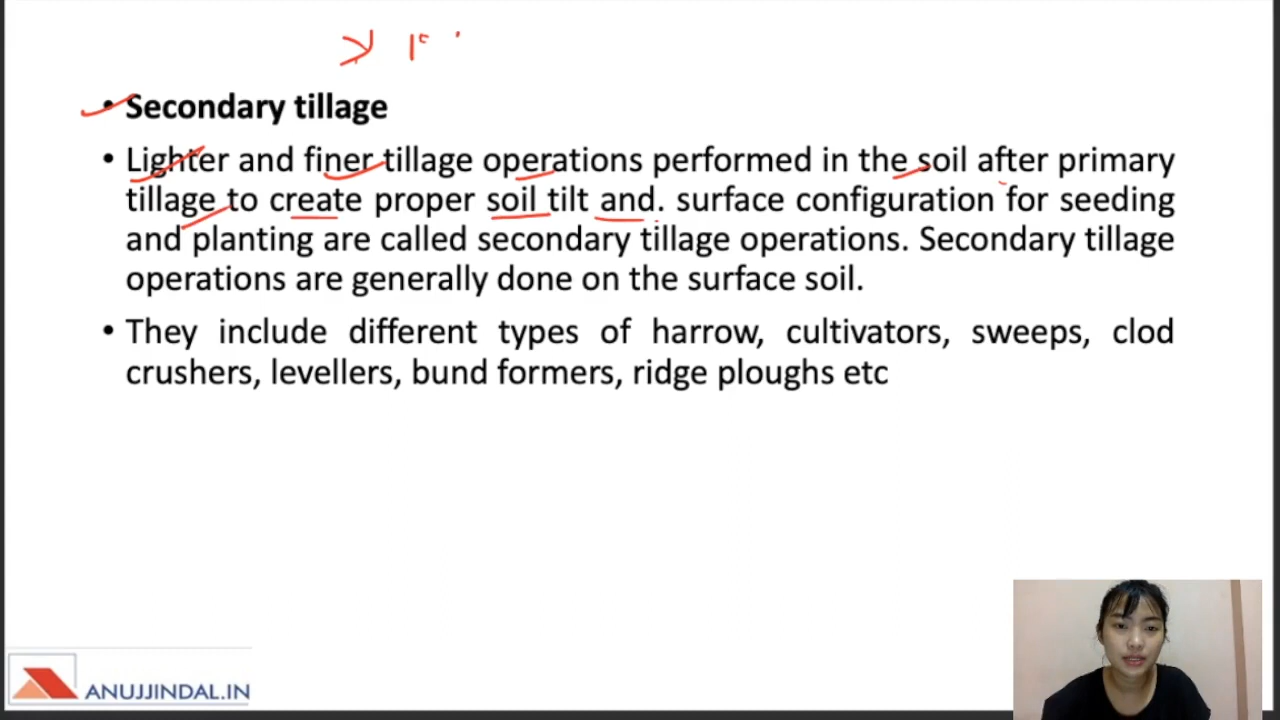 • Secondary tillage
• Lighter and finer tillage operations performed in the soil after primary
tillage to create proper soil tilt and. surface configuration for seeding
and planting are called secondary tillage operations. Secondary tillage
operations are generally done on the surface soil.
• They include different types of harrow, cultivators, sweeps, clod
crushers, levellers, bund formers, ridge ploughs etc
ANUJJINDAL.IN